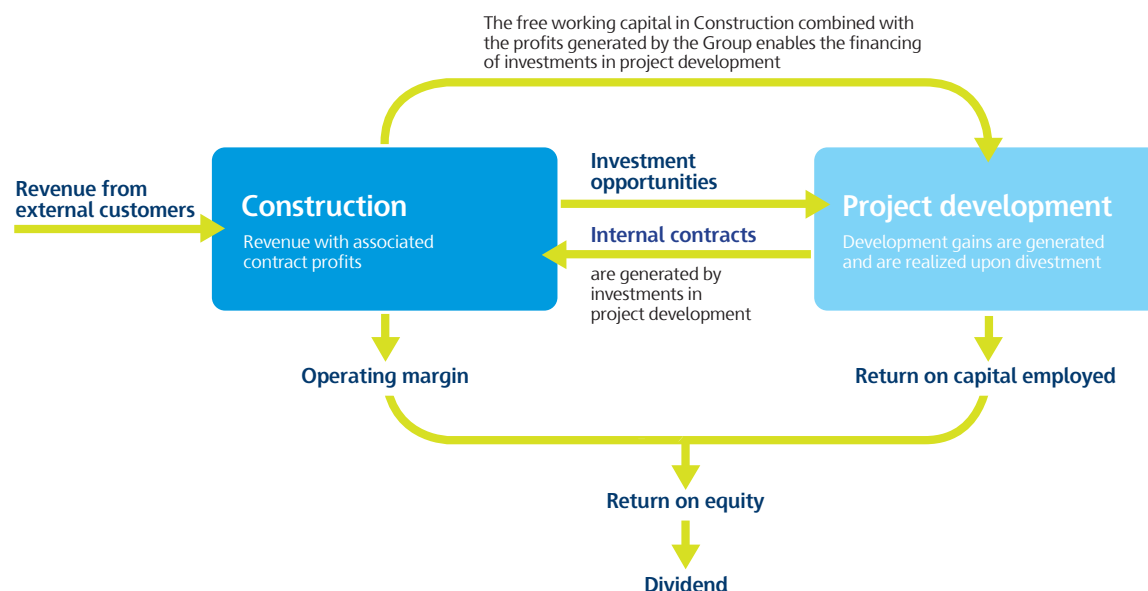 The free working capital in Construction combined with
the profits generated by the Group enables the financing
of investments in project development
Revenue from
external customers
Construction
Revenue with associated
contract profits
Investment
opportunities
Internal contracts
are generated by
investments in
project development
Project development
Development gains are generated
and are realized upon divestment
Operating margin
Return on capital employed
Return on equity
Dividend